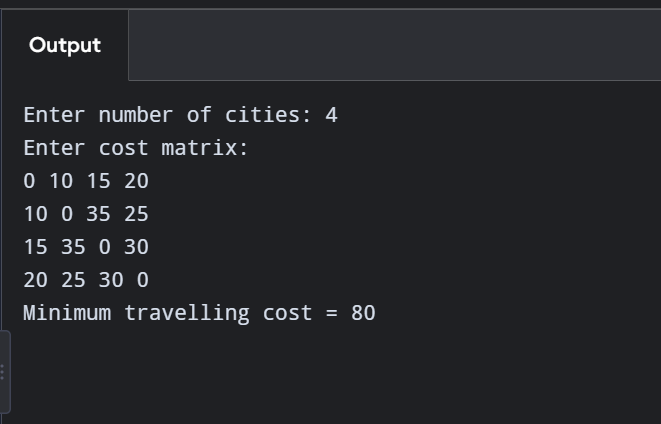 Output
Enter number of cities: 4
Enter cost matrix:
0 10 15 20
10 0 35 25
15 35 0 30
20 25 30 0
Minimum travelling cost = 80